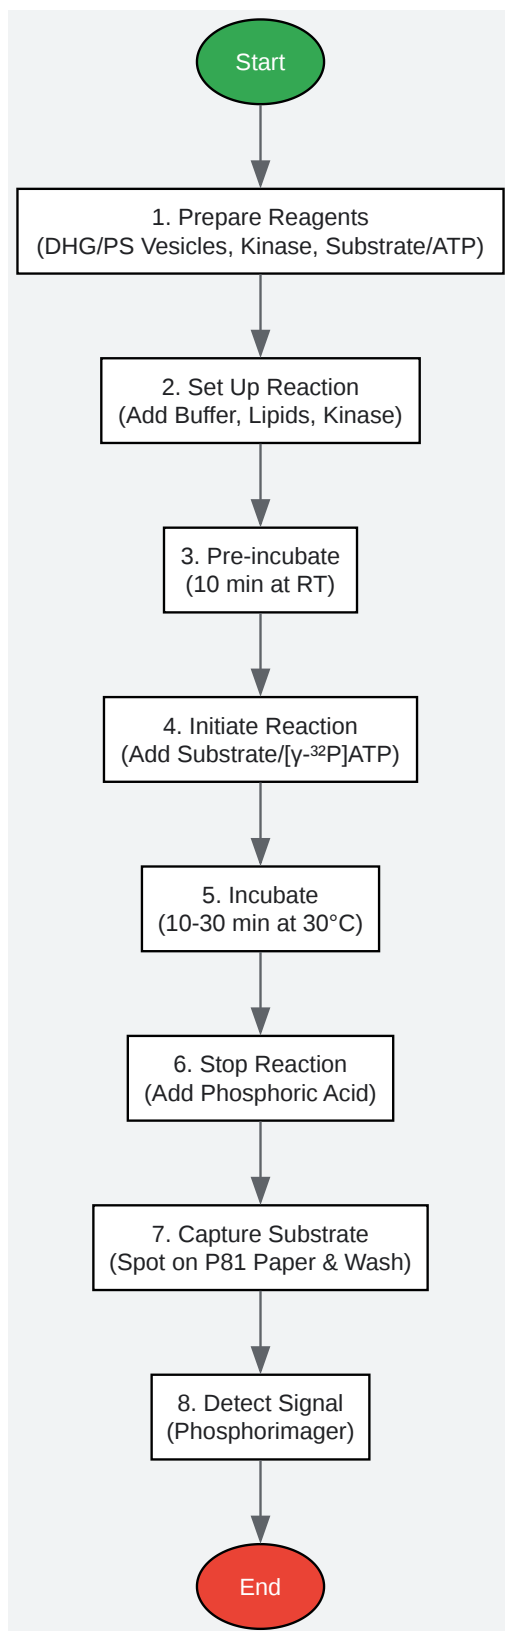 Start
1. Prepare Reagents
(DHG/PS Vesicles, Kinase, Substrate/ATP)
2. Set Up Reaction
(Add Buffer, Lipids, Kinase)
3. Pre-incubate
(10 min at RT)
4. Initiate Reaction
(Add Substrate/[γ-³²P]ATP)
5. Incubate
(10-30 min at 30°C)
6. Stop Reaction
(Add Phosphoric Acid)
7. Capture Substrate
(Spot on P81 Paper & Wash)
8. Detect Signal
(Phosphorimager)
End